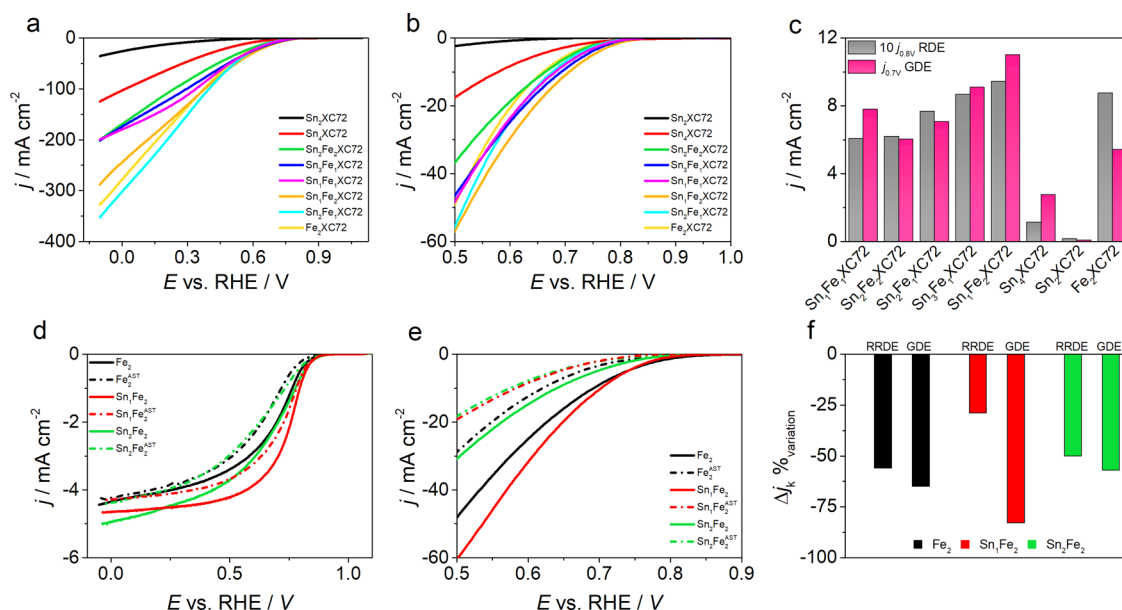 a
j / mA cm⁻²
0
-100
-200
-300
-400
0.0
0.3
0.6
0.9
E vs. RHE / V
Sn₂XC72
Sn₄XC72
Sn₂Fe₂XC72
Sn₃Fe₁XC72
Sn₁Fe₁XC72
Sn₁Fe₂XC72
Sn₂Fe₁XC72
Fe₂XC72
b
j / mA cm⁻²
0
-20
-40
-60
0.5
0.6
0.7
0.8
0.9
1.0
E vs. RHE / V
Sn₂XC72
Sn₄XC72
Sn₂Fe₂XC72
Sn₃Fe₁XC72
Sn₁Fe₁XC72
Sn₁Fe₂XC72
Sn₂Fe₁XC72
Fe₂XC72
c
j / mA cm⁻²
12
8
4
0
10 j₀.₈V RDE
j₀.₇V GDE
Sn₁Fe₁XC72
Sn₂Fe₂XC72
Sn₂Fe₁XC72
Sn₃Fe₁XC72
Sn₁Fe₂XC72
Sn₄XC72
Sn₂XC72
Fe₂XC72
d
j / mA cm⁻²
0
-2
-4
-6
0.0
0.5
1.0
E vs. RHE / V
Fe₂
Fe₂ᴬˢᵀ
Sn₁Fe₂
Sn₁Fe₂ᴬˢᵀ
Sn₂Fe₂
Sn₂Fe₂ᴬˢᵀ
e
j / mA cm⁻²
0
-20
-40
-60
0.5
0.6
0.7
0.8
0.9
E vs. RHE / V
Fe₂
Fe₂ᴬˢᵀ
Sn₁Fe₂
Sn₁Fe₂ᴬˢᵀ
Sn₂Fe₂
Sn₂Fe₂ᴬˢᵀ
f
Δjₖ %variation
0
-25
-50
-75
-100
RRDE GDE
RRDE GDE
RRDE GDE
Fe₂
Sn₁Fe₂
Sn₂Fe₂